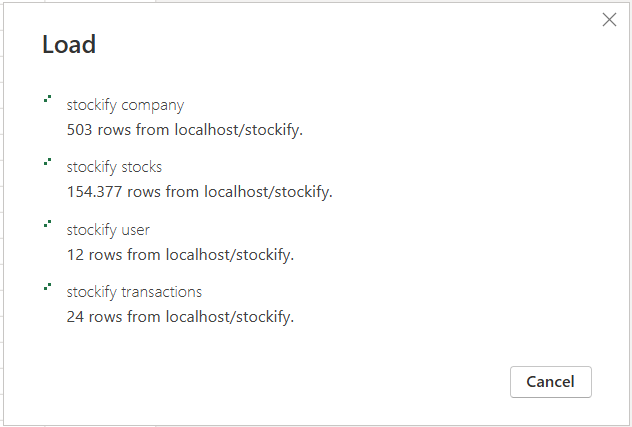 Load
stockify company
503 rows from localhost/stockify.
stockify stocks
154.377 rows from localhost/stockify.
stockify user
12 rows from localhost/stockify.
stockify transactions
24 rows from localhost/stockify.
Cancel